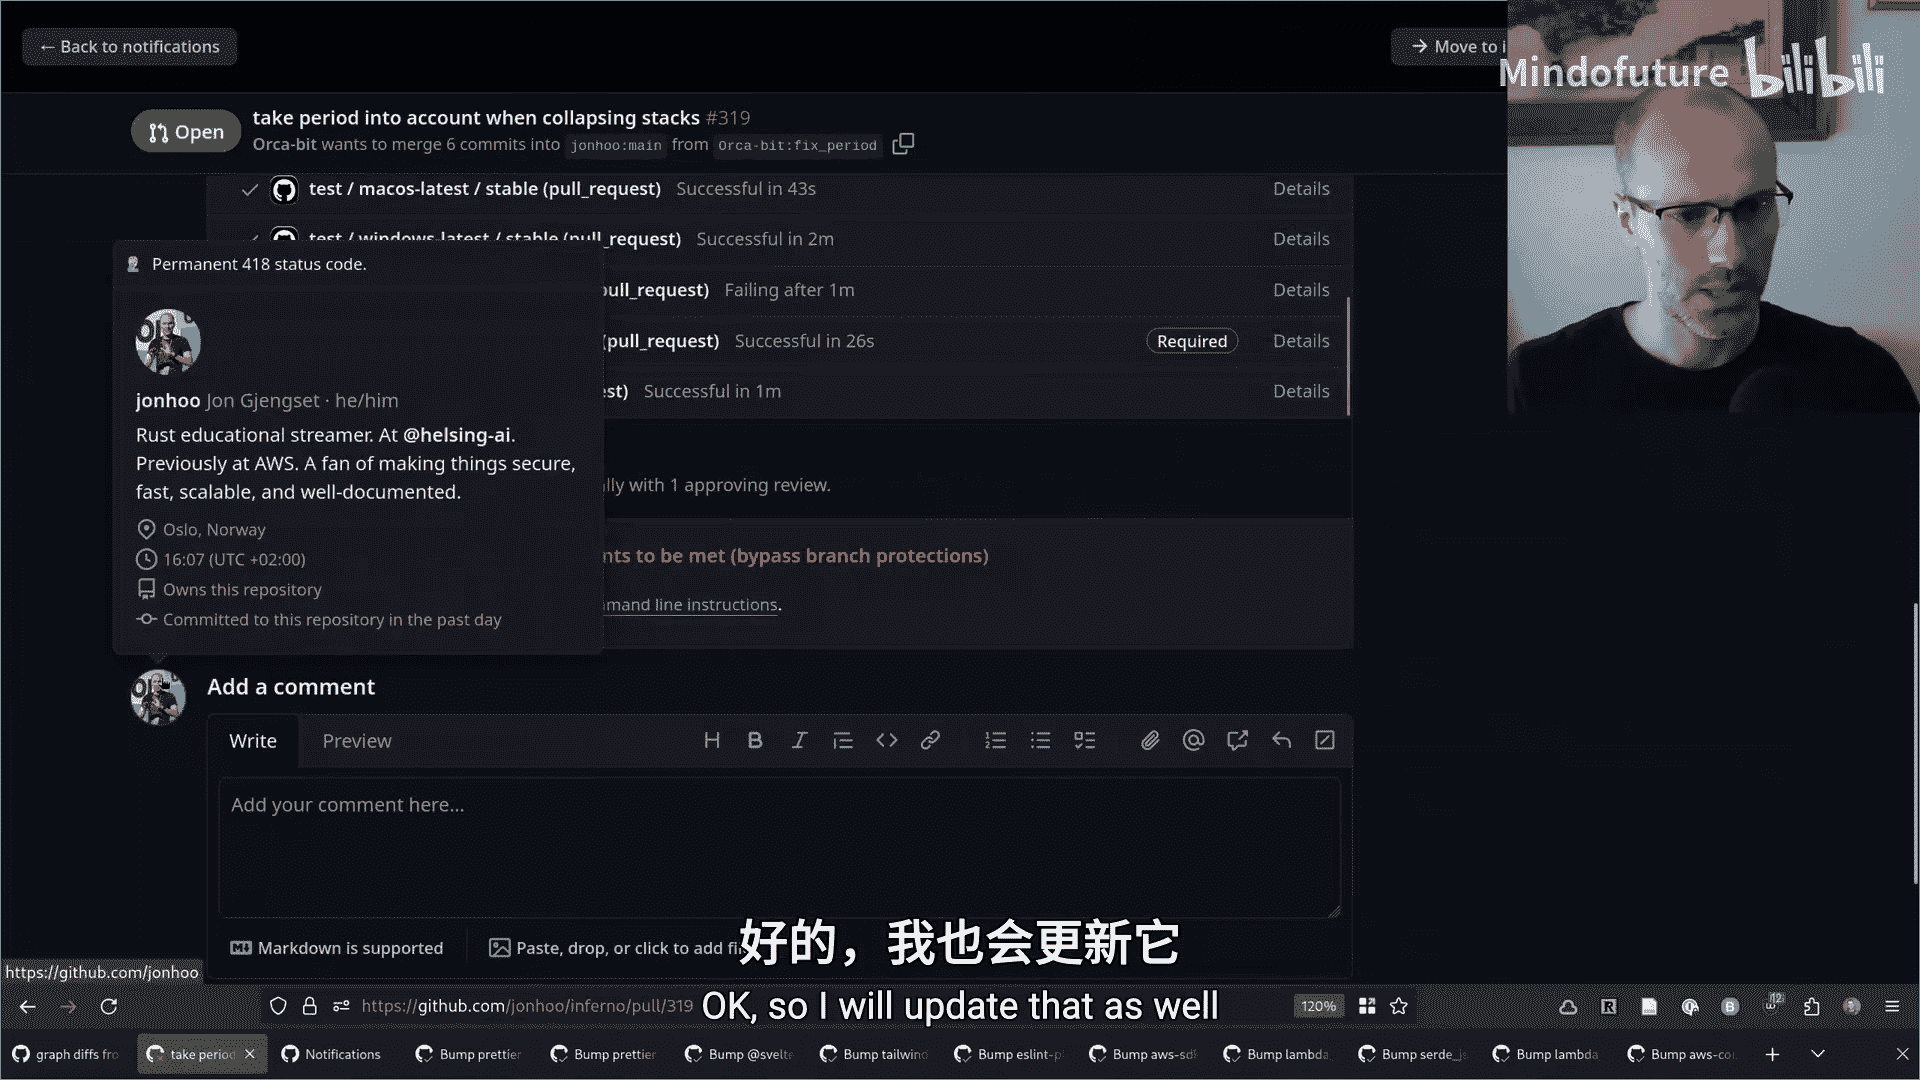 ← Back to notifications
→ Move to i
Mindofuture bilibili
Open
take period into account when collapsing stacks #319
Orca-bit wants to merge 6 commits into jonhoo:main from Orca-bit:fix_period
test / macos-latest / stable (pull_request) Successful in 43s Details
test / windows-latest / stable (pull_request) Successful in 2m Details
Permanent 418 status code.
pull_request) Failing after 1m Details
(pull_request) Successful in 26s Required Details
est) Successful in 1m Details
jonhoo Jon Gjengset · he/him
Rust educational streamer. At @helsing-ai.
Previously at AWS. A fan of making things secure,
fast, scalable, and well-documented.
lly with 1 approving review.
Oslo, Norway
16:07 (UTC +02:00)
Owns this repository
Committed to this repository in the past day
nts to be met (bypass branch protections)
mand line instructions.
Add a comment
Write Preview
Add your comment here...
Markdown is supported
Paste, drop, or click to add fi
好的，我也会更新它
OK, so I will update that as well
https://github.com/jonhoo
https://github.com/jonhoo/inferno/pull/319
120%
12
graph diffs fro
take period
Notifications
Bump prettier
Bump prettier
Bump @svelte
Bump tailwind
Bump eslint-p
Bump aws-sd
Bump lambda_
Bump serde_js
Bump lambda
Bump aws-co